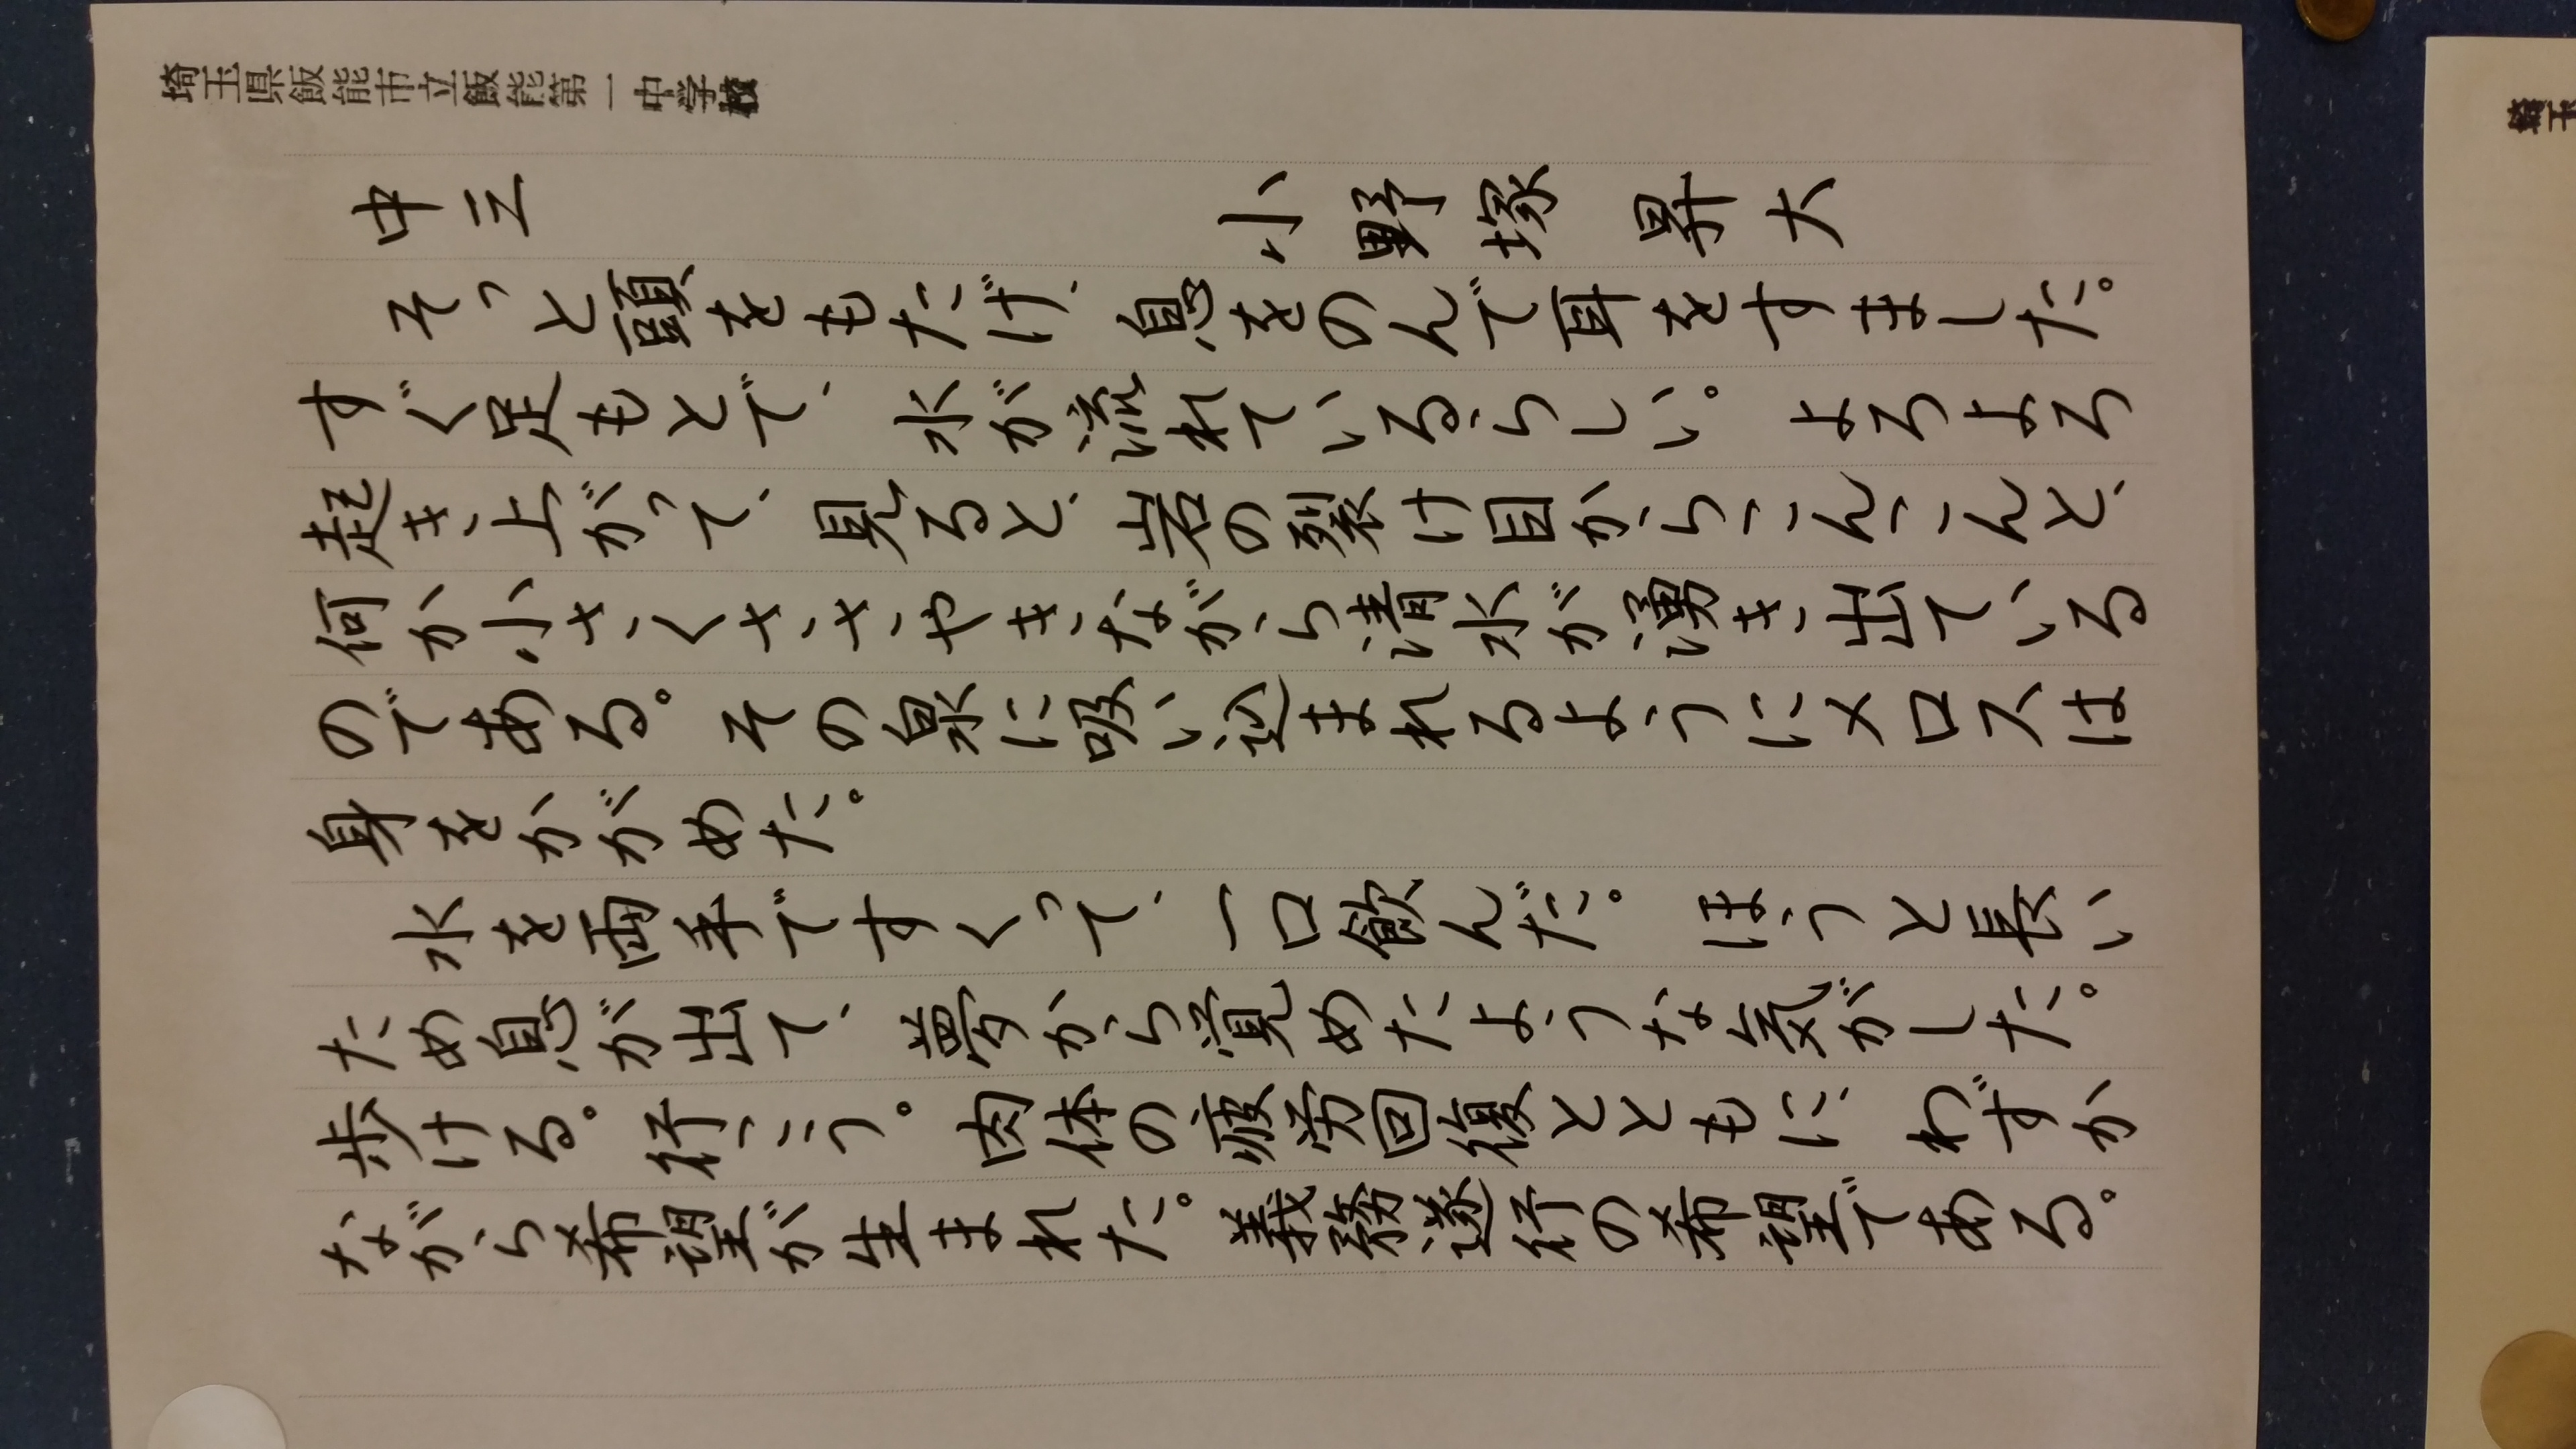 埼玉県飯能市立飯能第一中学校
中三　小野塚　昇大
そっと頭をもたげ、息をのんで耳をすました。
すぐ足もとで、水が流れているらしい。よろよろ
起き上がって、見ると、岩の裂け目からこんこんと、
何か小さくささやきながら清水が湧き出ている
のである。その泉に吸い込まれるようにメロスは
身をかがめた。
水を両手ですくって、一口飲んだ。ほうと長い
ため息が出て、夢から覚めたような気がした。
歩ける。行こう。肉体の疲労回復とともに、わずか
ながら希望が生まれた。義務遂行の希望である。
埼玉